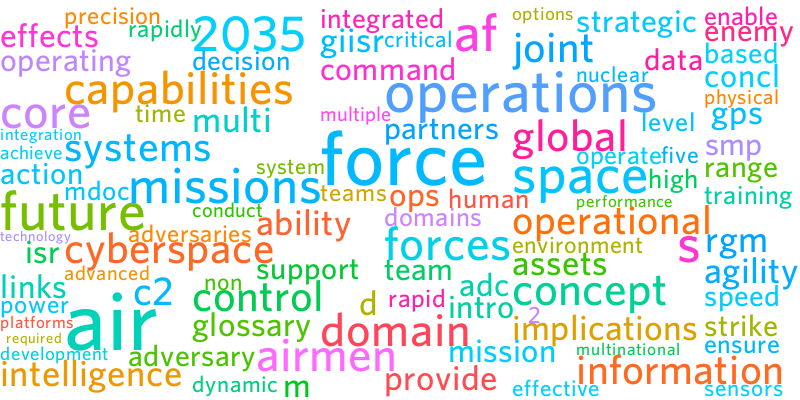 precision
options
integrated
enable
strategic
rapidly
2035
af
enemy
effects
giisr
critical
joint
operating
decision
data
based
command
nuclear
concl
capabilities
operations
physical
core
time
multi
multiple
level
gps
integration
partners
global
achieve
systems
force
operate
five
smp
action
system
space
high
range
mdoc
missions
teams
ops
human
performance
training
future
conduct
ability
domains
operational
technology
adversaries
forces
environment
s
rgm
isr
cyberspace
advanced
support
team
assets
agility
links
c2
non
control
d
rapid
adc
concept
speed
power
intro
2
platforms
air
glossary
domain
implications
strike
required
development
adversary
airmen
mission
multinational
ensure
intelligence
dynamic
m
provide
effective
information
sensors